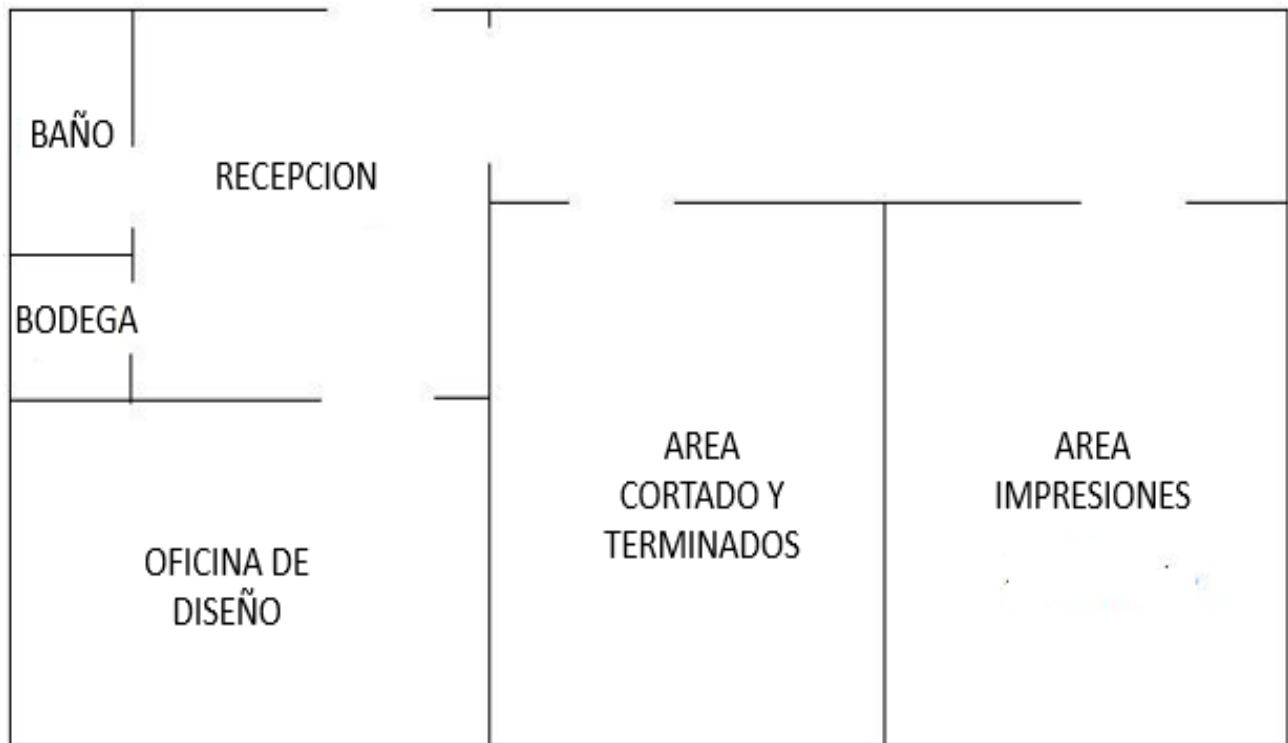 BAÑO
RECEPCION
BODEGA
OFICINA DE
DISEÑO
AREA
CORTADO Y
TERMINADOS
AREA
IMPRESIONES